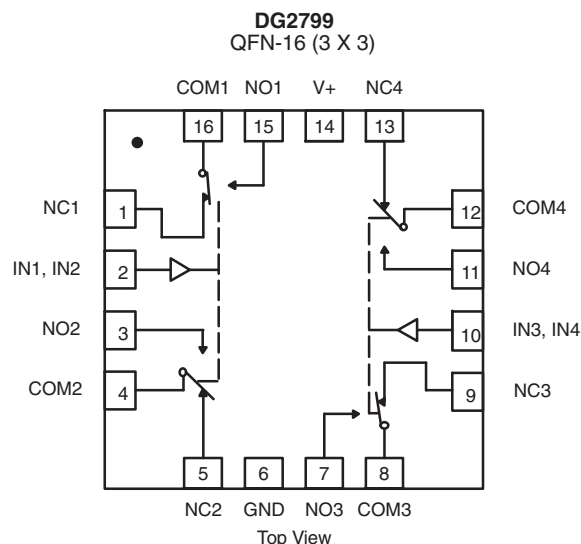 DG2799
QFN-16 (3 X 3)
COM1 NO1 V+ NC4
16 15 14 13
NC1 1 12 COM4
IN1, IN2 2 11 NO4
NO2 3 10 IN3, IN4
COM2 4 9 NC3
5 6 7 8
NC2 GND NO3 COM3
Top View